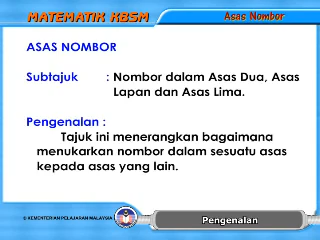 MATEMATIK KBSM
Asas Nombor
ASAS NOMBOR
Subtajuk : Nombor dalam Asas Dua, Asas
Lapan dan Asas Lima.
Pengenalan :
Tajuk ini menerangkan bagaimana
menukarkan nombor dalam sesuatu asas
kepada asas yang lain.
© KEMENTERIAN PELAJARAN MALAYSIA
Pengenalan